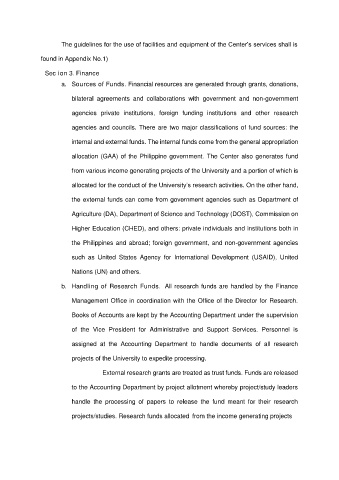 The guidelines for the use of facilities and equipment of the Center's services shall is
found in Appendix No.1)
Sec ion 3. Finance
a. Sources of Funds. Financial resources are generated through grants, donations,
bilateral agreements and collaborations with government and non-government
agencies private institutions, foreign funding institutions and other research
agencies and councils. There are two major classifications of fund sources: the
internal and external funds. The internal funds come from the general appropriation
allocation (GAA) of the Philippine government. The Center also generates fund
from various income generating projects of the University and a portion of which is
allocated for the conduct of the University's research activities. On the other hand,
the external funds can come from government agencies such as Department of
Agriculture (DA), Department of Science and Technology (DOST), Commission on
Higher Education (CHED), and others; private individuals and institutions both in
the Philippines and abroad; foreign government, and non-government agencies
such as United States Agency for International Development (USAID), United
Nations (UN) and others.
b. Handling of Research Funds. All research funds are handled by the Finance
Management Office in coordination with the Office of the Director for Research.
Books of Accounts are kept by the Accounting Department under the supervision
of the Vice President for Administrative and Support Services. Personnel is
assigned at the Accounting Department to handle documents of all research
projects of the University to expedite processing.
External research grants are treated as trust funds. Funds are released
to the Accounting Department by project allotment whereby project/study leaders
handle the processing of papers to release the fund meant for their research
projects/studies. Research funds allocated from the income generating projects